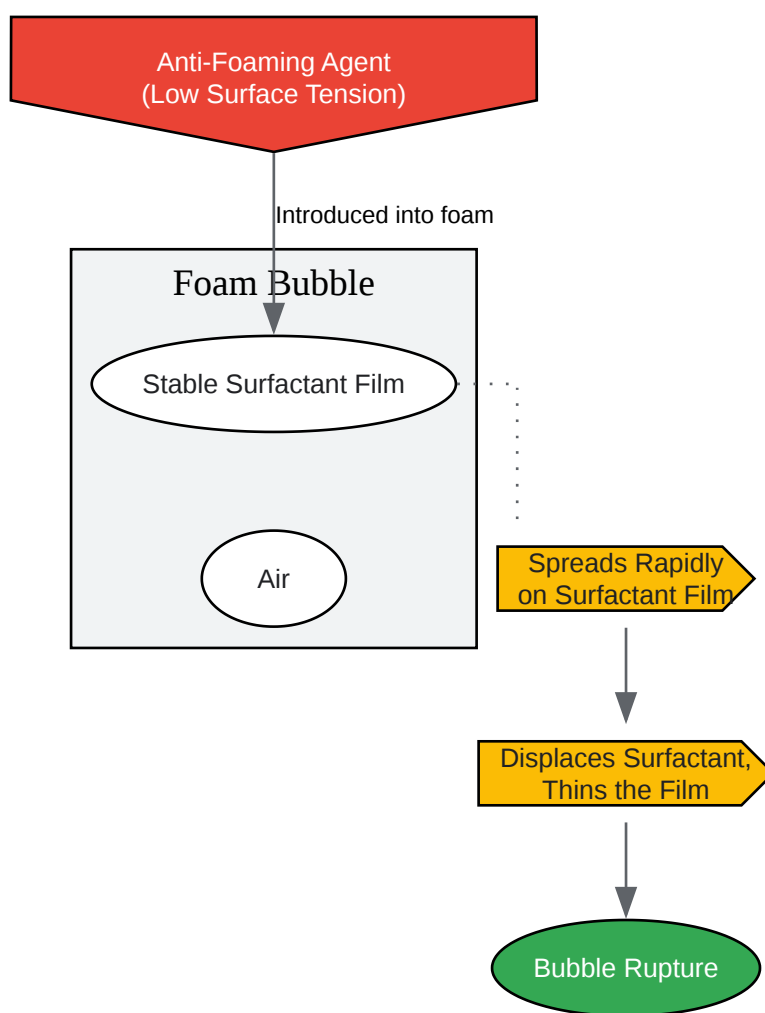 Anti-Foaming Agent
(Low Surface Tension)
Introduced into foam
Foam Bubble
Stable Surfactant Film
Air
Spreads Rapidly
on Surfactant Film
Displaces Surfactant,
Thins the Film
Bubble Rupture